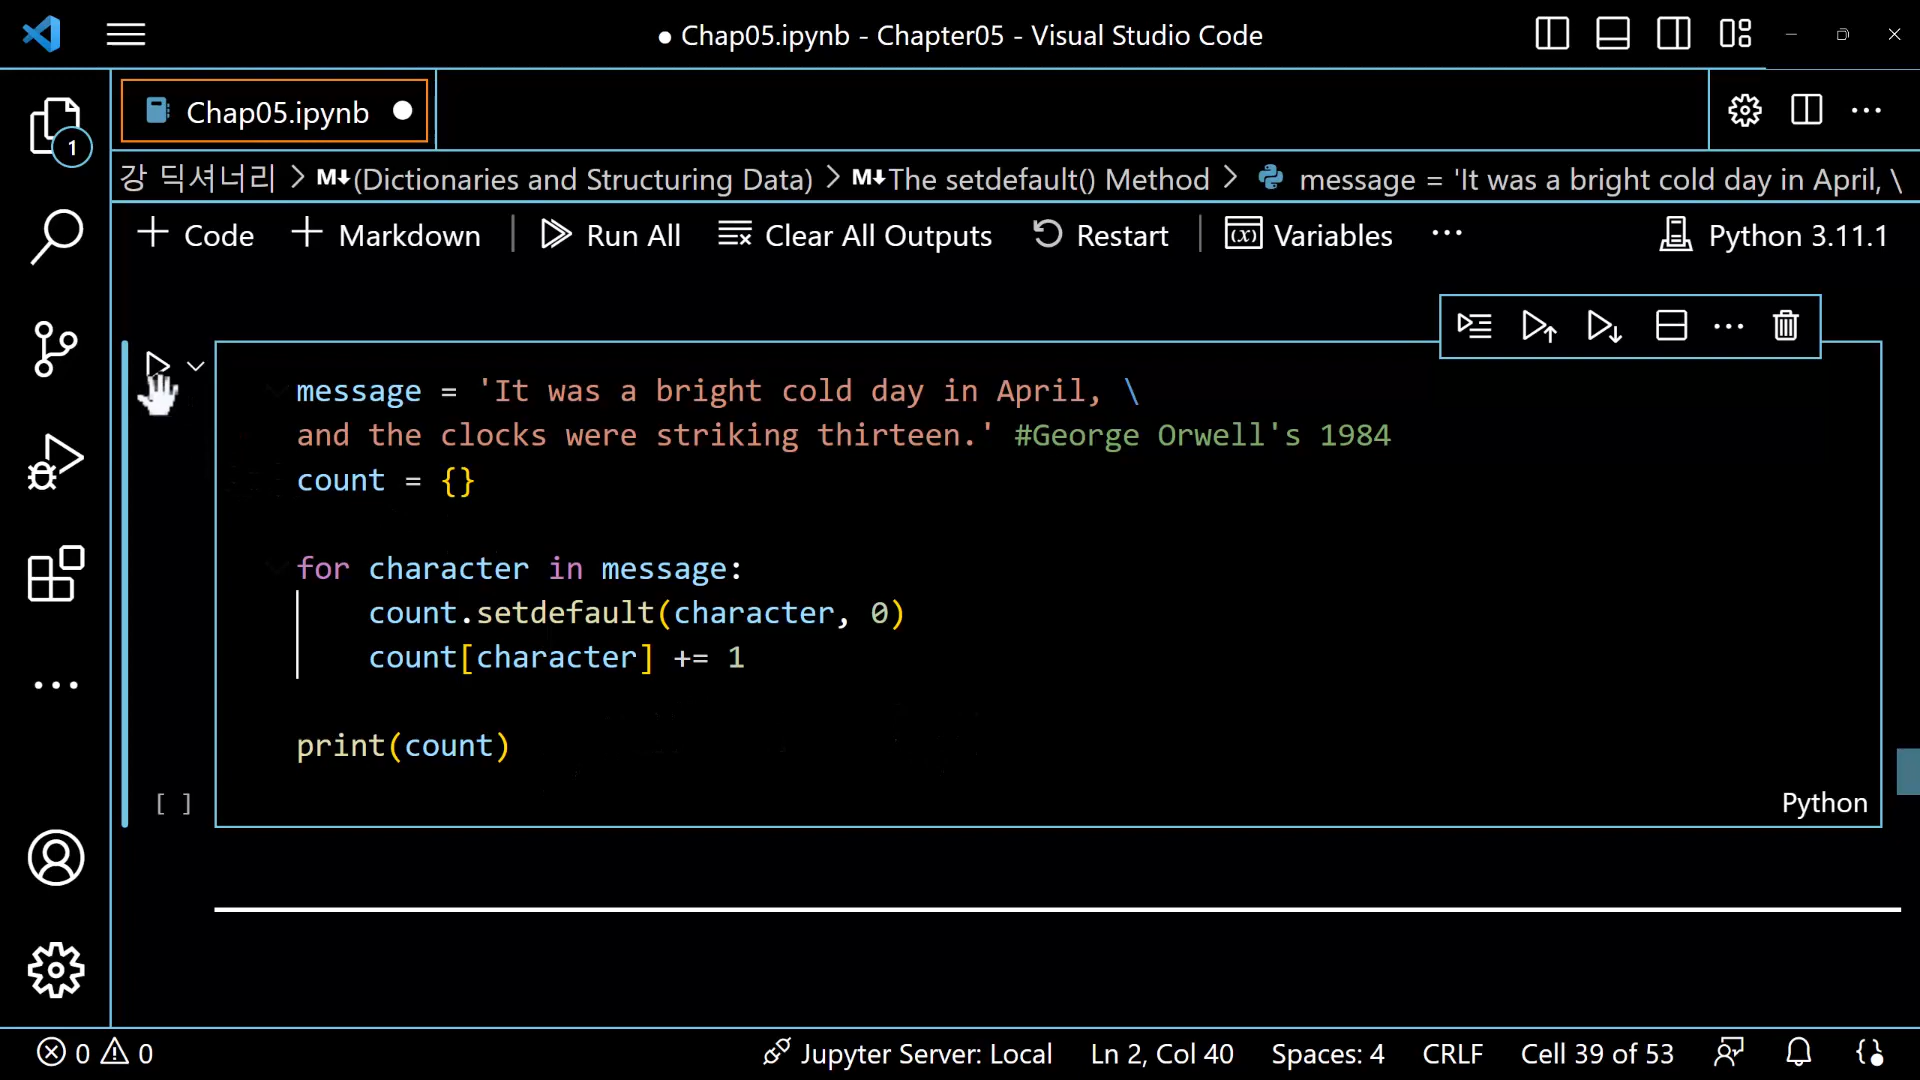 ● Chap05.ipynb - Chapter05 - Visual Studio Code
Chap05.ipynb ●
1
강 딕셔너리 > M↓(Dictionaries and Structuring Data) > M↓The setdefault() Method > message = 'It was a bright cold day in April, \
+ Code + Markdown | Run All Clear All Outputs Restart | Variables ··· Python 3.11.1
message = 'It was a bright cold day in April, \
and the clocks were striking thirteen.' #George Orwell's 1984
count = {}
for character in message:
    count.setdefault(character, 0)
    count[character] += 1
print(count)
[ ]
Python
0 0 Jupyter Server: Local Ln 2, Col 40 Spaces: 4 CRLF Cell 39 of 53